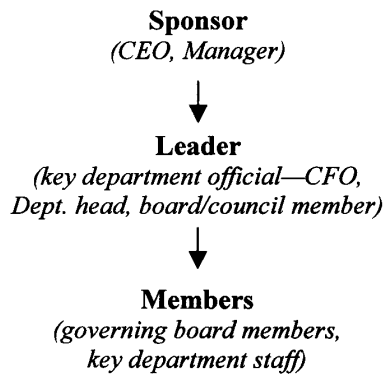 Sponsor
(CEO, Manager)
Leader
(key department official—CFO,
Dept. head, board/council member)
Members
(governing board members,
key department staff)